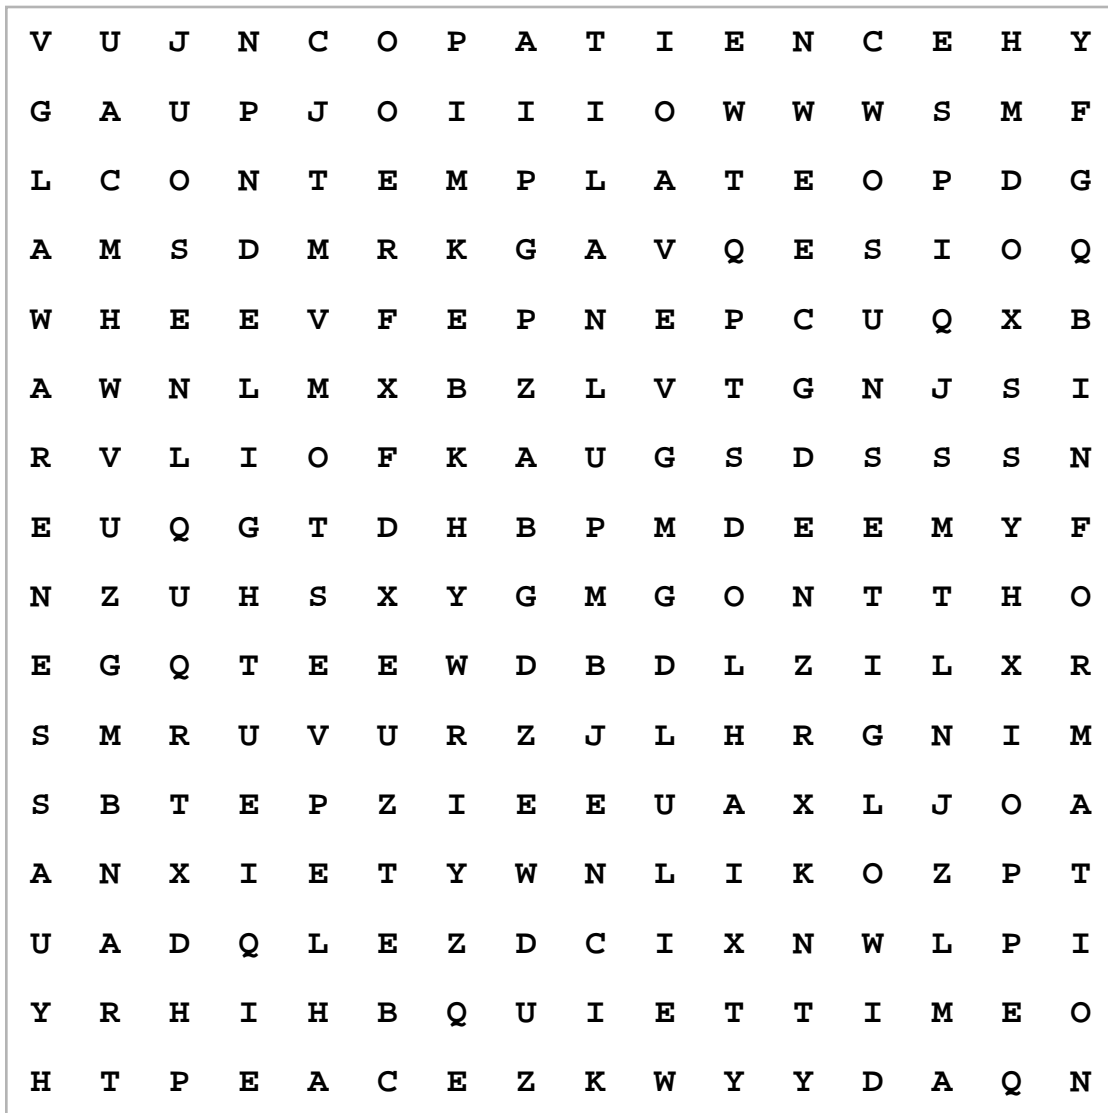 V U J N C O P A T I E N C E H Y
G A U P J O I I I O W W W S M F
L C O N T E M P L A T E O P D G
A M S D M R K G A V Q E S I O Q
W H E E V F E P N E P C U Q X B
A W N L M X B Z L V T G N J S I
R V L I O F K A U G S D S S S N
E U Q G T D H B P M D E E M Y F
N Z U H S X Y G M G O N T T H O
E G Q T E E W D B D L Z I L X R
S M R U V U R Z J L H R G N I M
S B T E P Z I E E U A X L J O A
A N X I E T Y W N L I K O Z P T
U A D Q L E Z D C I X N W L P I
Y R H I H B Q U I E T T I M E O
H T P E A C E Z K W Y Y D A Q N